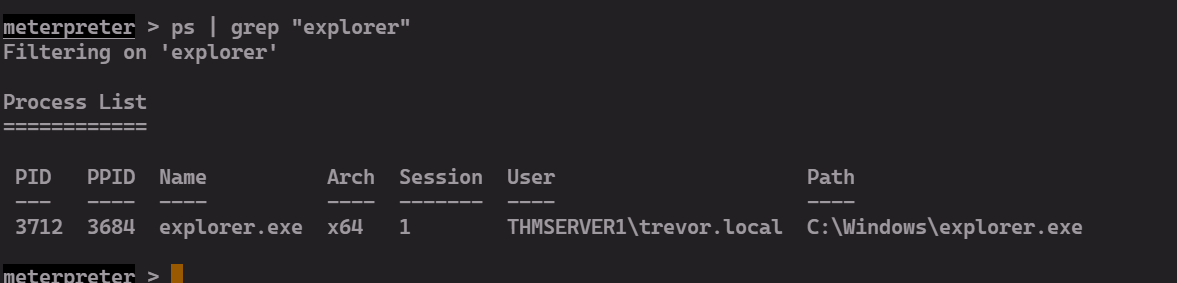 meterpreter > ps | grep "explorer"
Filtering on 'explorer'
Process List
============
PID PPID Name Arch Session User Path
--- ---- ---- ---- ------- ---- ----
3712 3684 explorer.exe x64 1 THMSERVER1\trevor.local C:\Windows\explorer.exe
meterpreter >